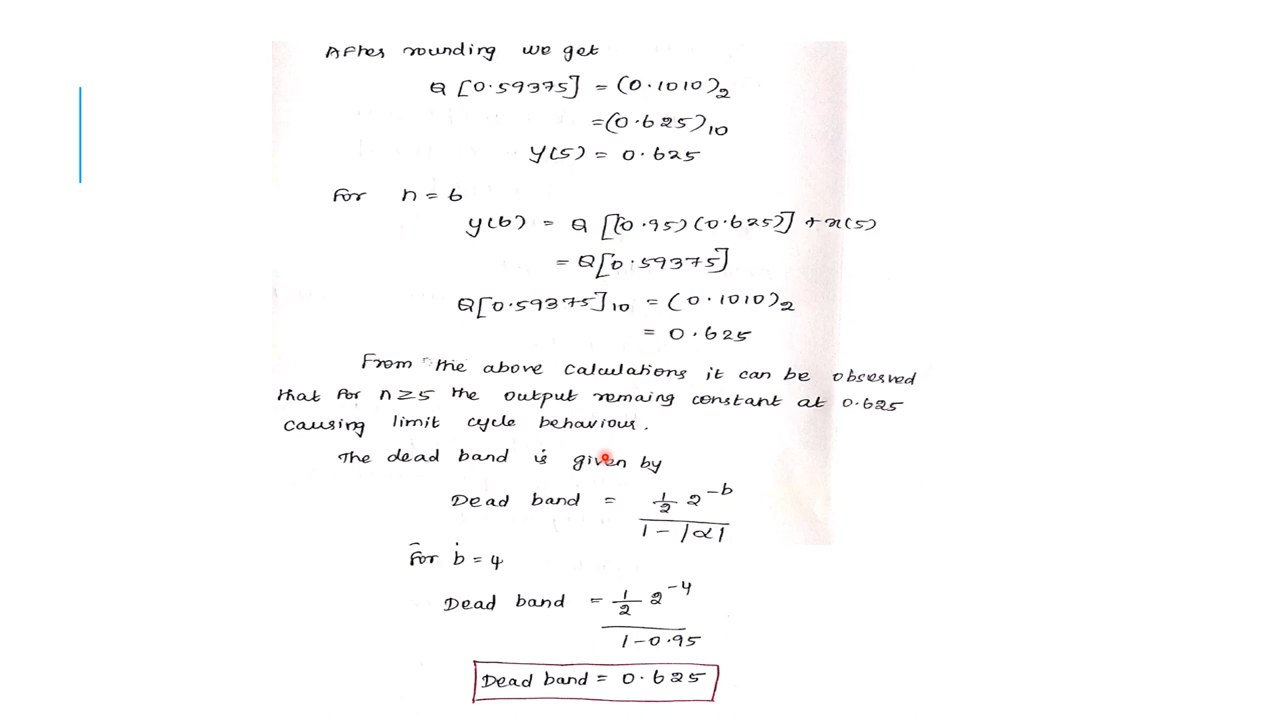 After rounding we get
Q [0.59375] = (0.1010)₂
=(0.625)₁₀
y(5) = 0.625
For n = 6
y(6) = Q [(0.95)(0.625)] + x(5)
= Q[0.59375]
Q[0.59375]₁₀ = (0.1010)₂
= 0.625
From the above calculations it can be observed
that for n≥5 the output remaing constant at 0.625
causing limit cycle behaviour.
The dead band is given by
Dead band = ½ 2^-b
1 - |α|
For b = 4
Dead band = ½ 2^-4
1-0.95
Dead band = 0.625